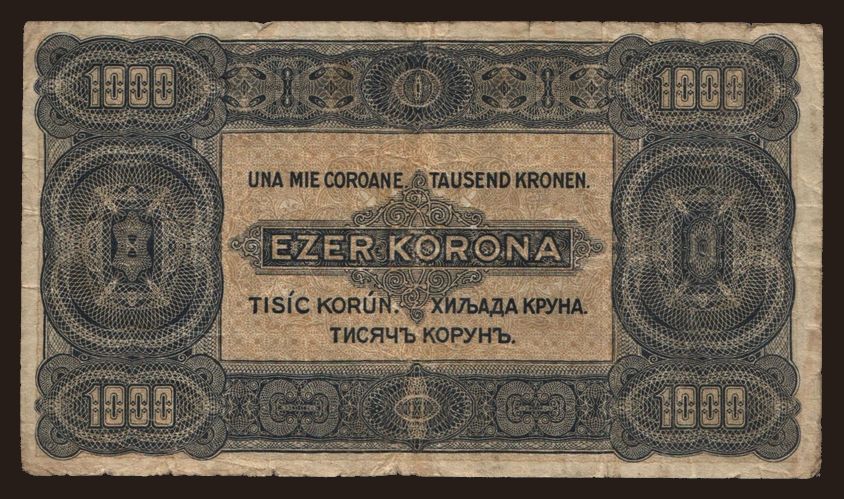 1000 1000
UNA MIE COROANE. TAUSEND KRONEN.
EZER KORONA
TISÍC KORÚN. ХИЉАДА КРУНА.
ТИСЯЧЪ КОРУНЪ.
1000 1000